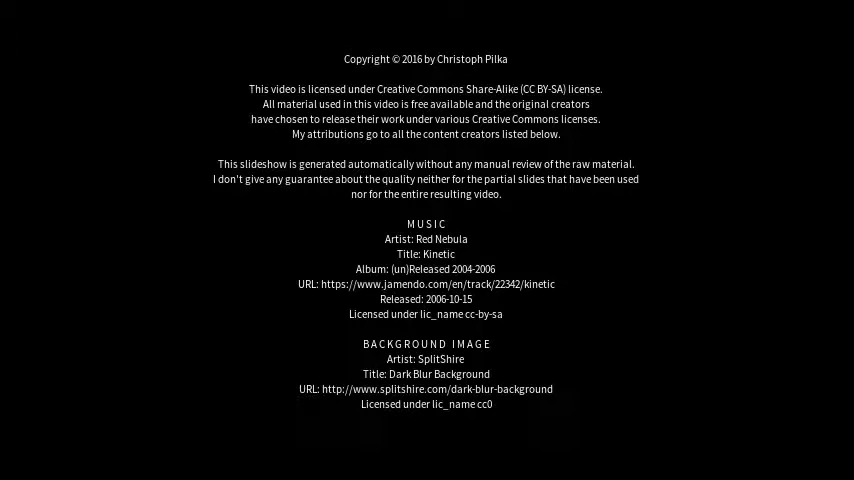 Copyright © 2016 by Christoph Pilka
This video is licensed under Creative Commons Share-Alike (CC BY-SA) license.
All material used in this video is free available and the original creators
have chosen to release their work under various Creative Commons licenses.
My attributions go to all the content creators listed below.
This slideshow is generated automatically without any manual review of the raw material.
I don't give any guarantee about the quality neither for the partial slides that have been used
nor for the entire resulting video.
MUSIC
Artist: Red Nebula
Title: Kinetic
Album: (un)Released 2004-2006
URL: https://www.jamendo.com/en/track/22342/kinetic
Released: 2006-10-15
Licensed under lic_name cc-by-sa
BACKGROUND IMAGE
Artist: SplitShire
Title: Dark Blur Background
URL: http://www.splitshire.com/dark-blur-background
Licensed under lic_name cc0